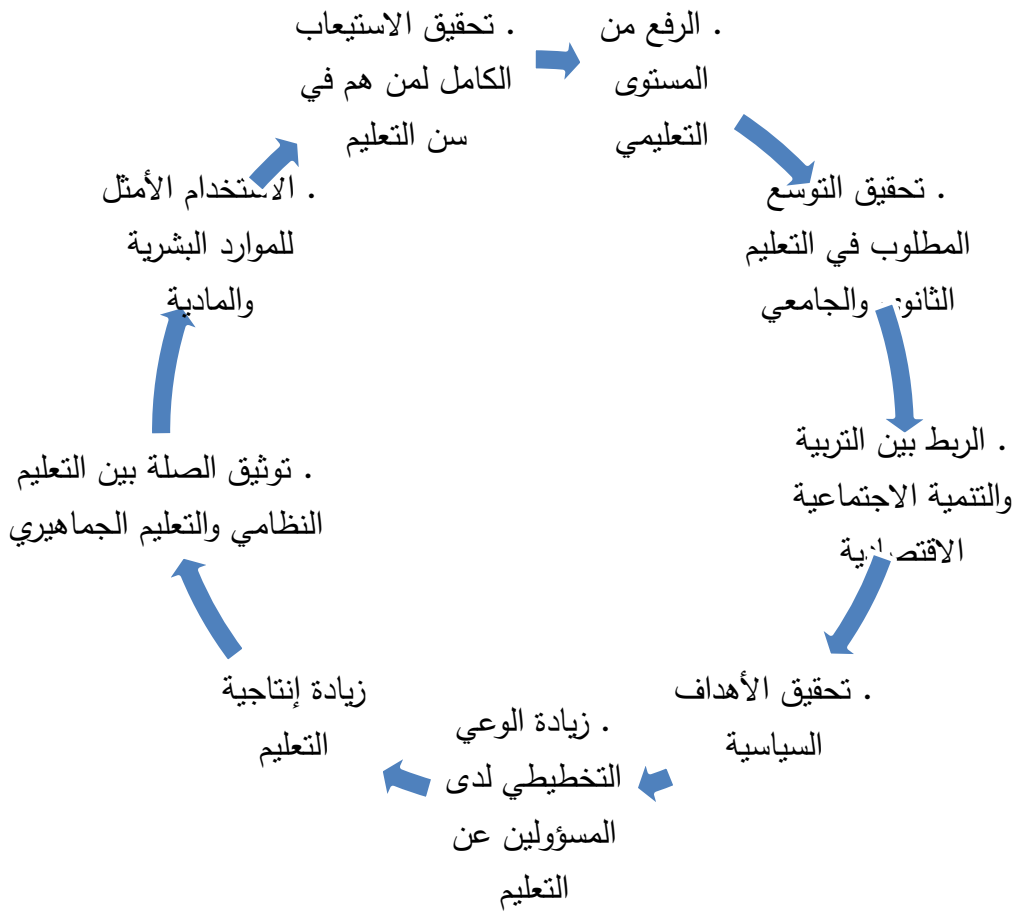 . الرفع من
المستوى
التعليمي
. تحقيق التوسع
المطلوب في التعليم
الثانوي والجامعي
. الربط بين التربية
والتنمية الاجتماعية
الاقتصادية
. تحقيق الأهداف
السياسية
. زيادة الوعي
التخطيطي لدى
المسؤولين عن
التعليم
زيادة إنتاجية
التعليم
. توثيق الصلة بين التعليم
النظامي والتعليم الجماهيري
. الاستخدام الأمثل
للموارد البشرية
والمادية
. تحقيق الاستيعاب
الكامل لمن هم في
سن التعليم